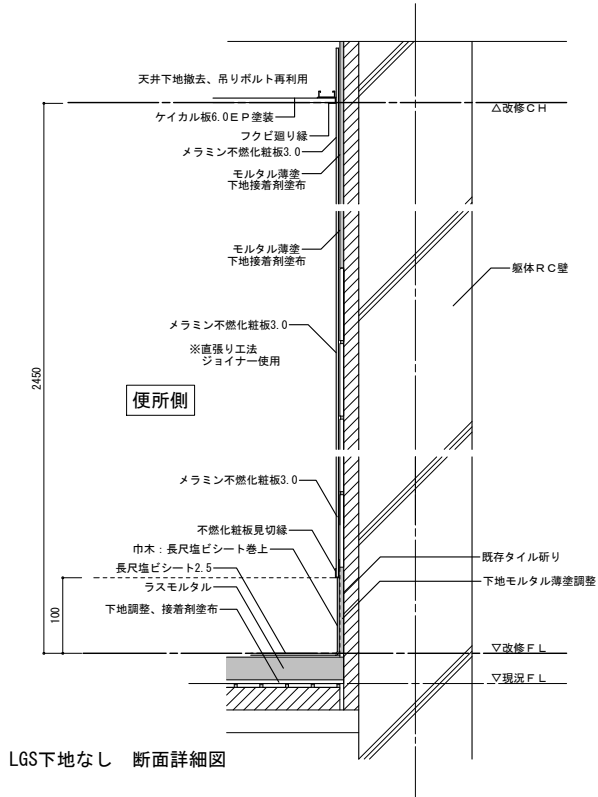 天井下地撤去、吊りボルト再利用
△改修CH
ケイカル板6.0EP塗装
フクビ廻り縁
メラミン不燃化粧板3.0
モルタル薄塗
下地接着剤塗布
モルタル薄塗
下地接着剤塗布
躯体RC壁
メラミン不燃化粧板3.0
※直張り工法
ジョイナー使用
2450
便所側
メラミン不燃化粧板3.0
不燃化粧板見切縁
巾木：長尺塩ビシート巻上
既存タイル斫り
長尺塩ビシート2.5
下地モルタル薄塗調整
ラスモルタル
100
下地調整、接着剤塗布
▽改修FL
▽現況FL
LGS下地なし　断面詳細図